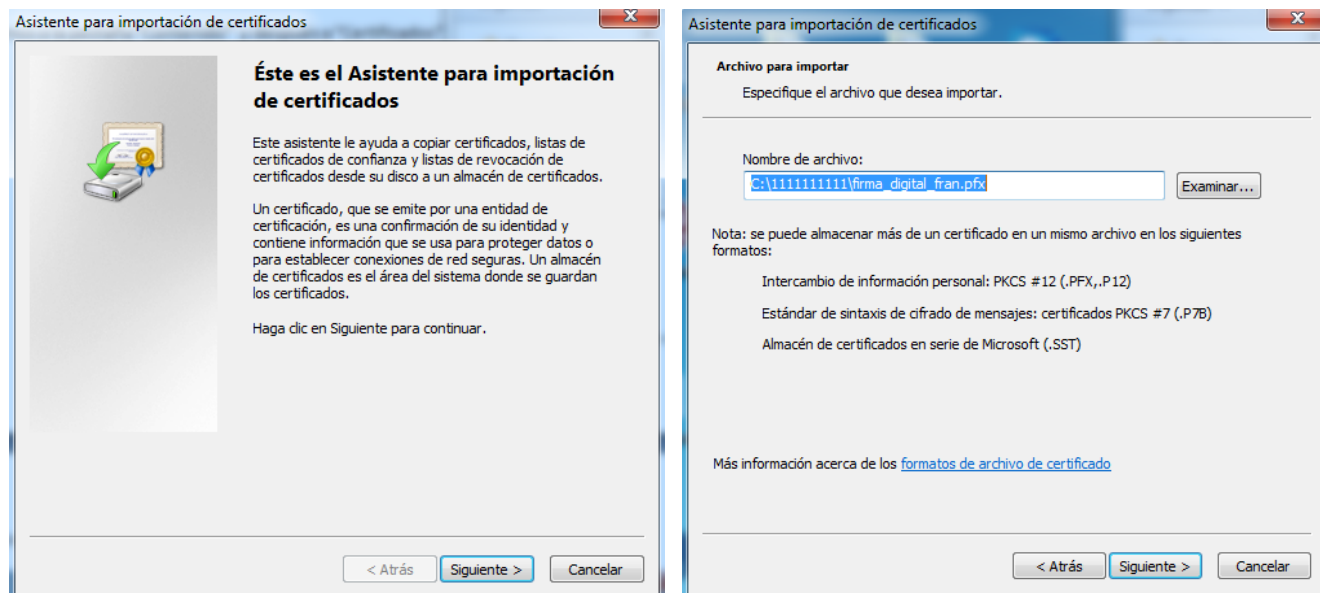 Asistente para importación de certificados
Éste es el Asistente para importación
de certificados
Este asistente le ayuda a copiar certificados, listas de
certificados de confianza y listas de revocación de
certificados desde su disco a un almacén de certificados.
Un certificado, que se emite por una entidad de
certificación, es una confirmación de su identidad y
contiene información que se usa para proteger datos o
para establecer conexiones de red seguras. Un almacén
de certificados es el área del sistema donde se guardan
los certificados.
Haga clic en Siguiente para continuar.
< Atrás
Siguiente >
Cancelar
Asistente para importación de certificados
Archivo para importar
Especifique el archivo que desea importar.
Nombre de archivo:
C:\1111111111\firma_digital_fran.pfx
Examinar...
Nota: se puede almacenar más de un certificado en un mismo archivo en los siguientes
formatos:
Intercambio de información personal: PKCS #12 (.PFX,.P12)
Estándar de sintaxis de cifrado de mensajes: certificados PKCS #7 (.P7B)
Almacén de certificados en serie de Microsoft (.SST)
Más información acerca de los formatos de archivo de certificado
< Atrás
Siguiente >
Cancelar